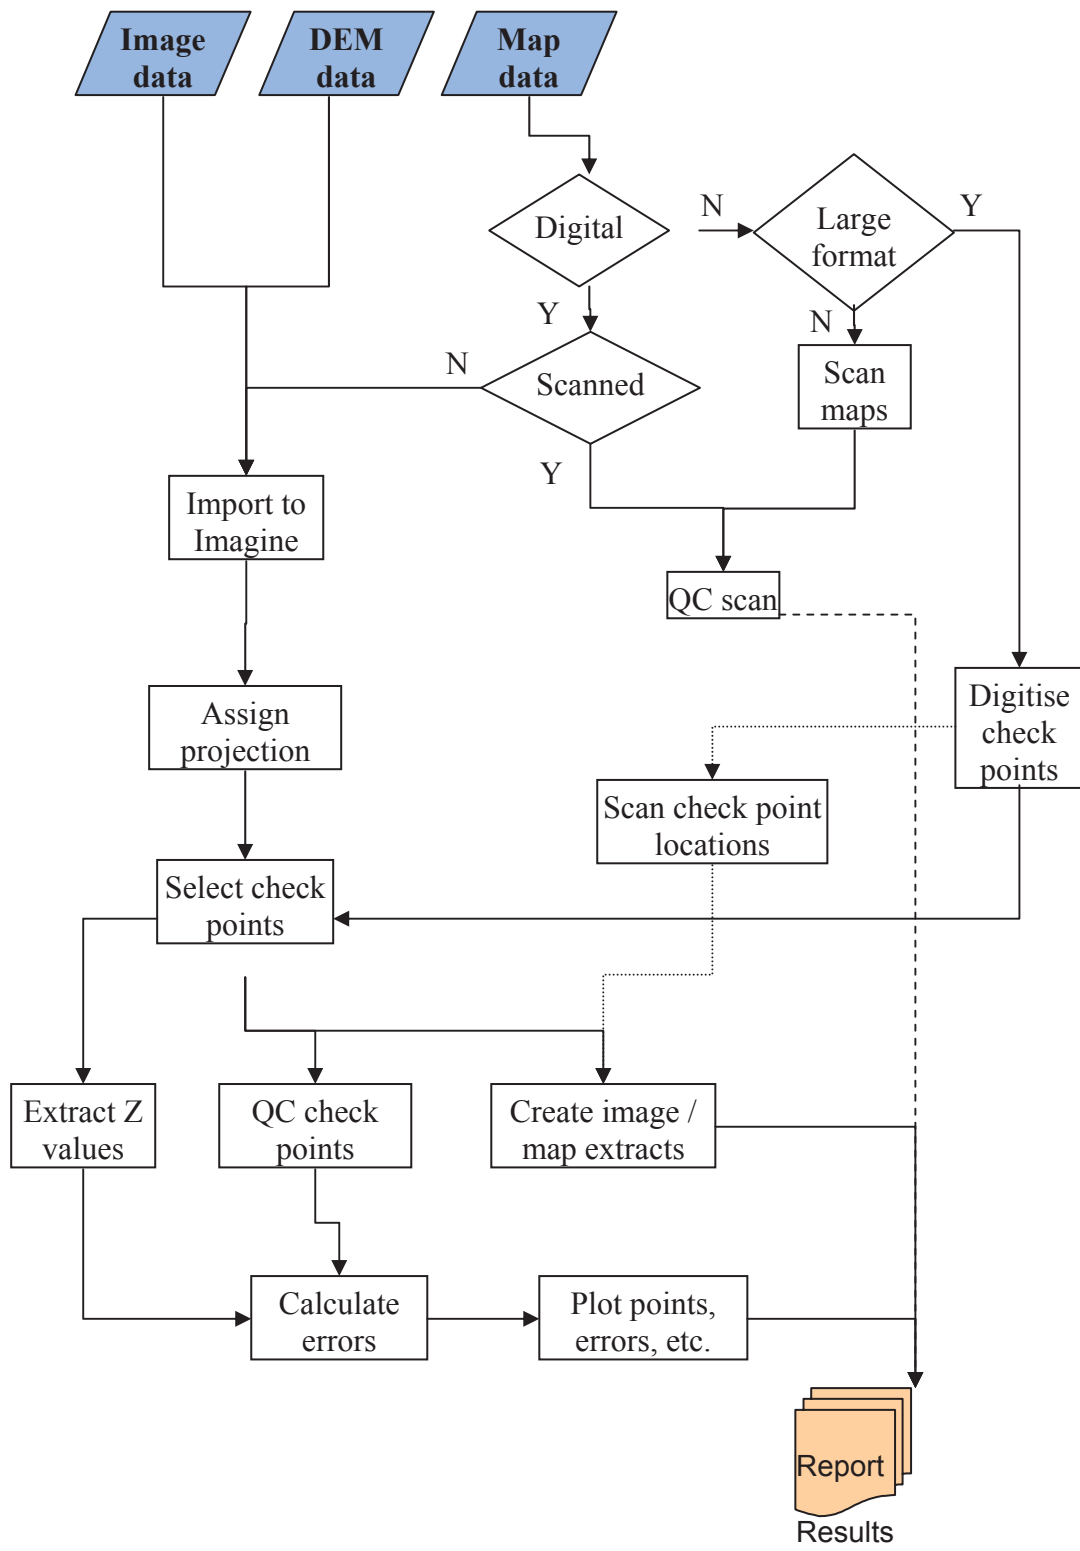 Image
data
DEM
data
Map
data
Digital
N
Large
format
Y
Y
N
N
Scanned
Scan
maps
Y
Import to
Imagine
QC scan
Assign
projection
Digitise
check
points
Scan check point
locations
Select check
points
Extract Z
values
QC check
points
Create image /
map extracts
Calculate
errors
Plot points,
errors, etc.
Report
Results